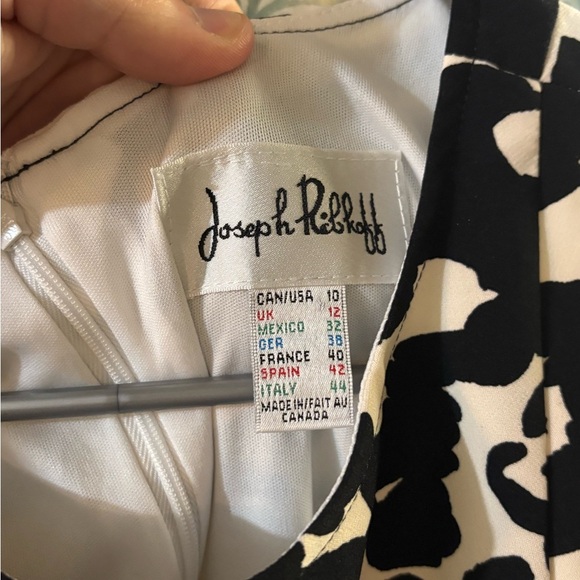 Joseph Ribkoff
CAN/USA 10
UK 12
MEXICO 32
GER 38
FRANCE 40
SPAIN 42
ITALY 44
MADE IN/FAIT AU
CANADA